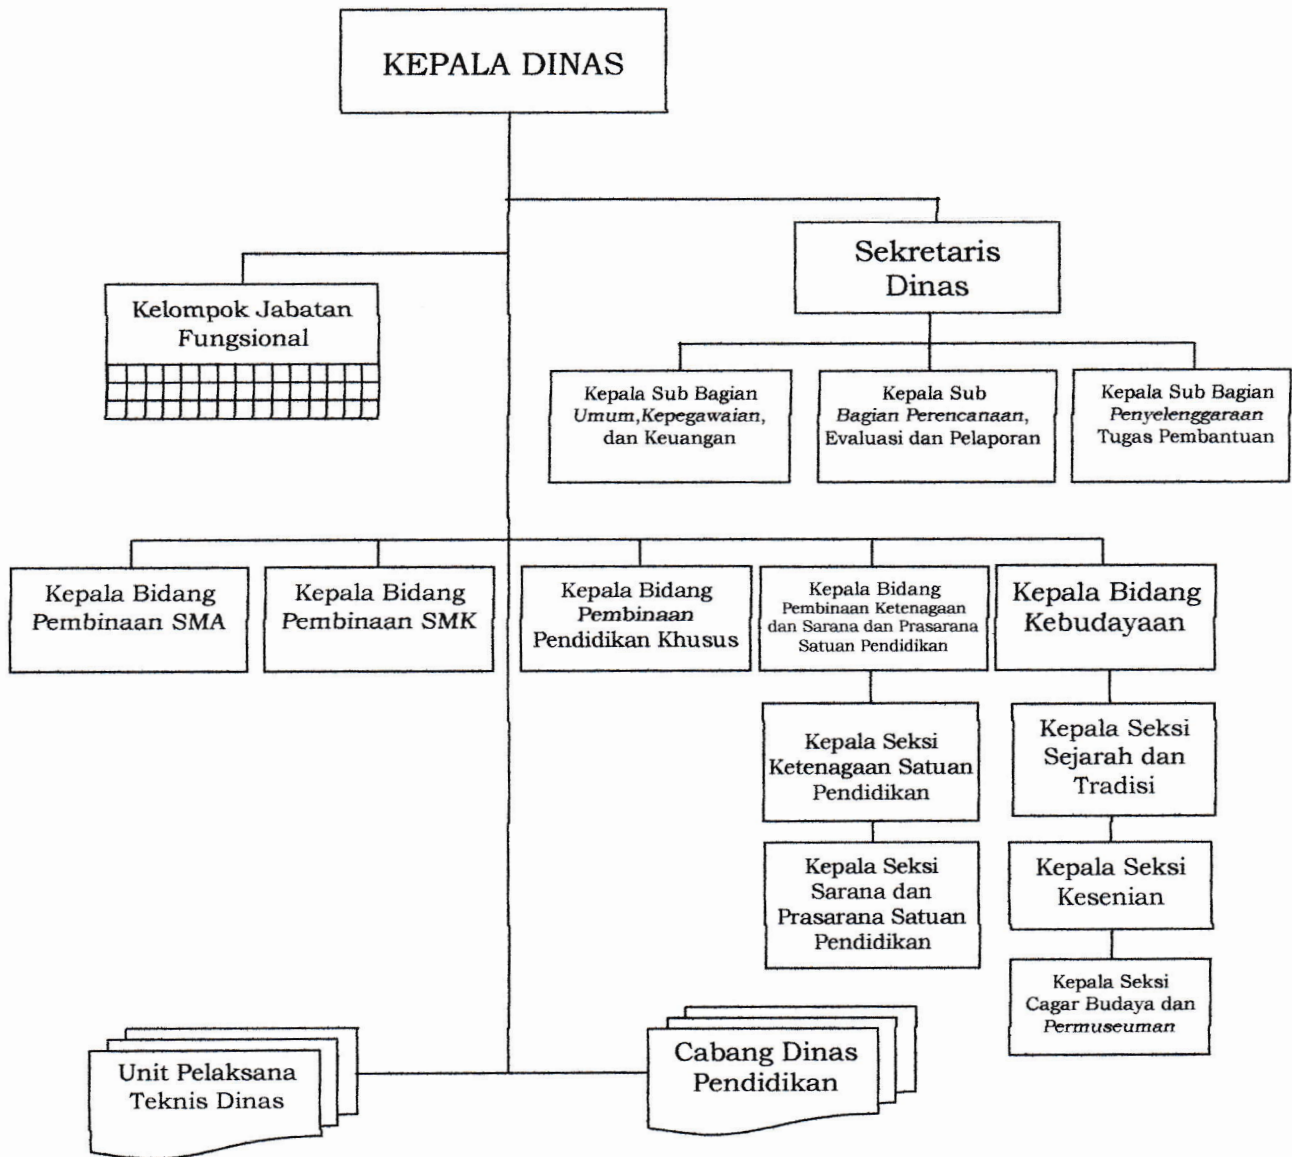 KEPALA DINAS
Sekretaris
Dinas
Kelompok Jabatan
Fungsional
Kepala Sub Bagian
Umum,Kepegawaian,
dan Keuangan
Kepala Sub
Bagian Perencanaan,
Evaluasi dan Pelaporan
Kepala Sub Bagian
Penyelenggaraan
Tugas Pembantuan
Kepala Bidang
Pembinaan SMA
Kepala Bidang
Pembinaan SMK
Kepala Bidang
Pembinaan
Pendidikan Khusus
Kepala Bidang
Pembinaan Ketenagaan
dan Sarana dan Prasarana
Satuan Pendidikan
Kepala Bidang
Kebudayaan
Kepala Seksi
Ketenagaan Satuan
Pendidikan
Kepala Seksi
Sejarah dan
Tradisi
Kepala Seksi
Sarana dan
Prasarana Satuan
Pendidikan
Kepala Seksi
Kesenian
Kepala Seksi
Cagar Budaya dan
Permuseuman
Unit Pelaksana
Teknis Dinas
Cabang Dinas
Pendidikan